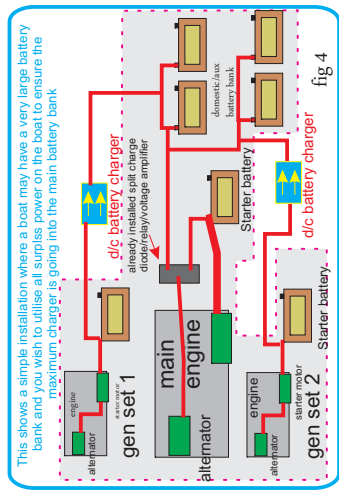 This shows a simple installation where a boat may have a very large battery
bank and you wish to utilise all surpliss power on the boat to ensure the
maximum charger is going into the main battery bank
d/c battery charger
already installed split charge
diode/relay/voltage amplifier
domestic/aux
battery bank
fig 4
engine
alternator
starter motor
gen set 1
main
engine
alternator
Starter battery
d/c battery charger
engine
alternator
starter motor
gen set 2
Starter battery